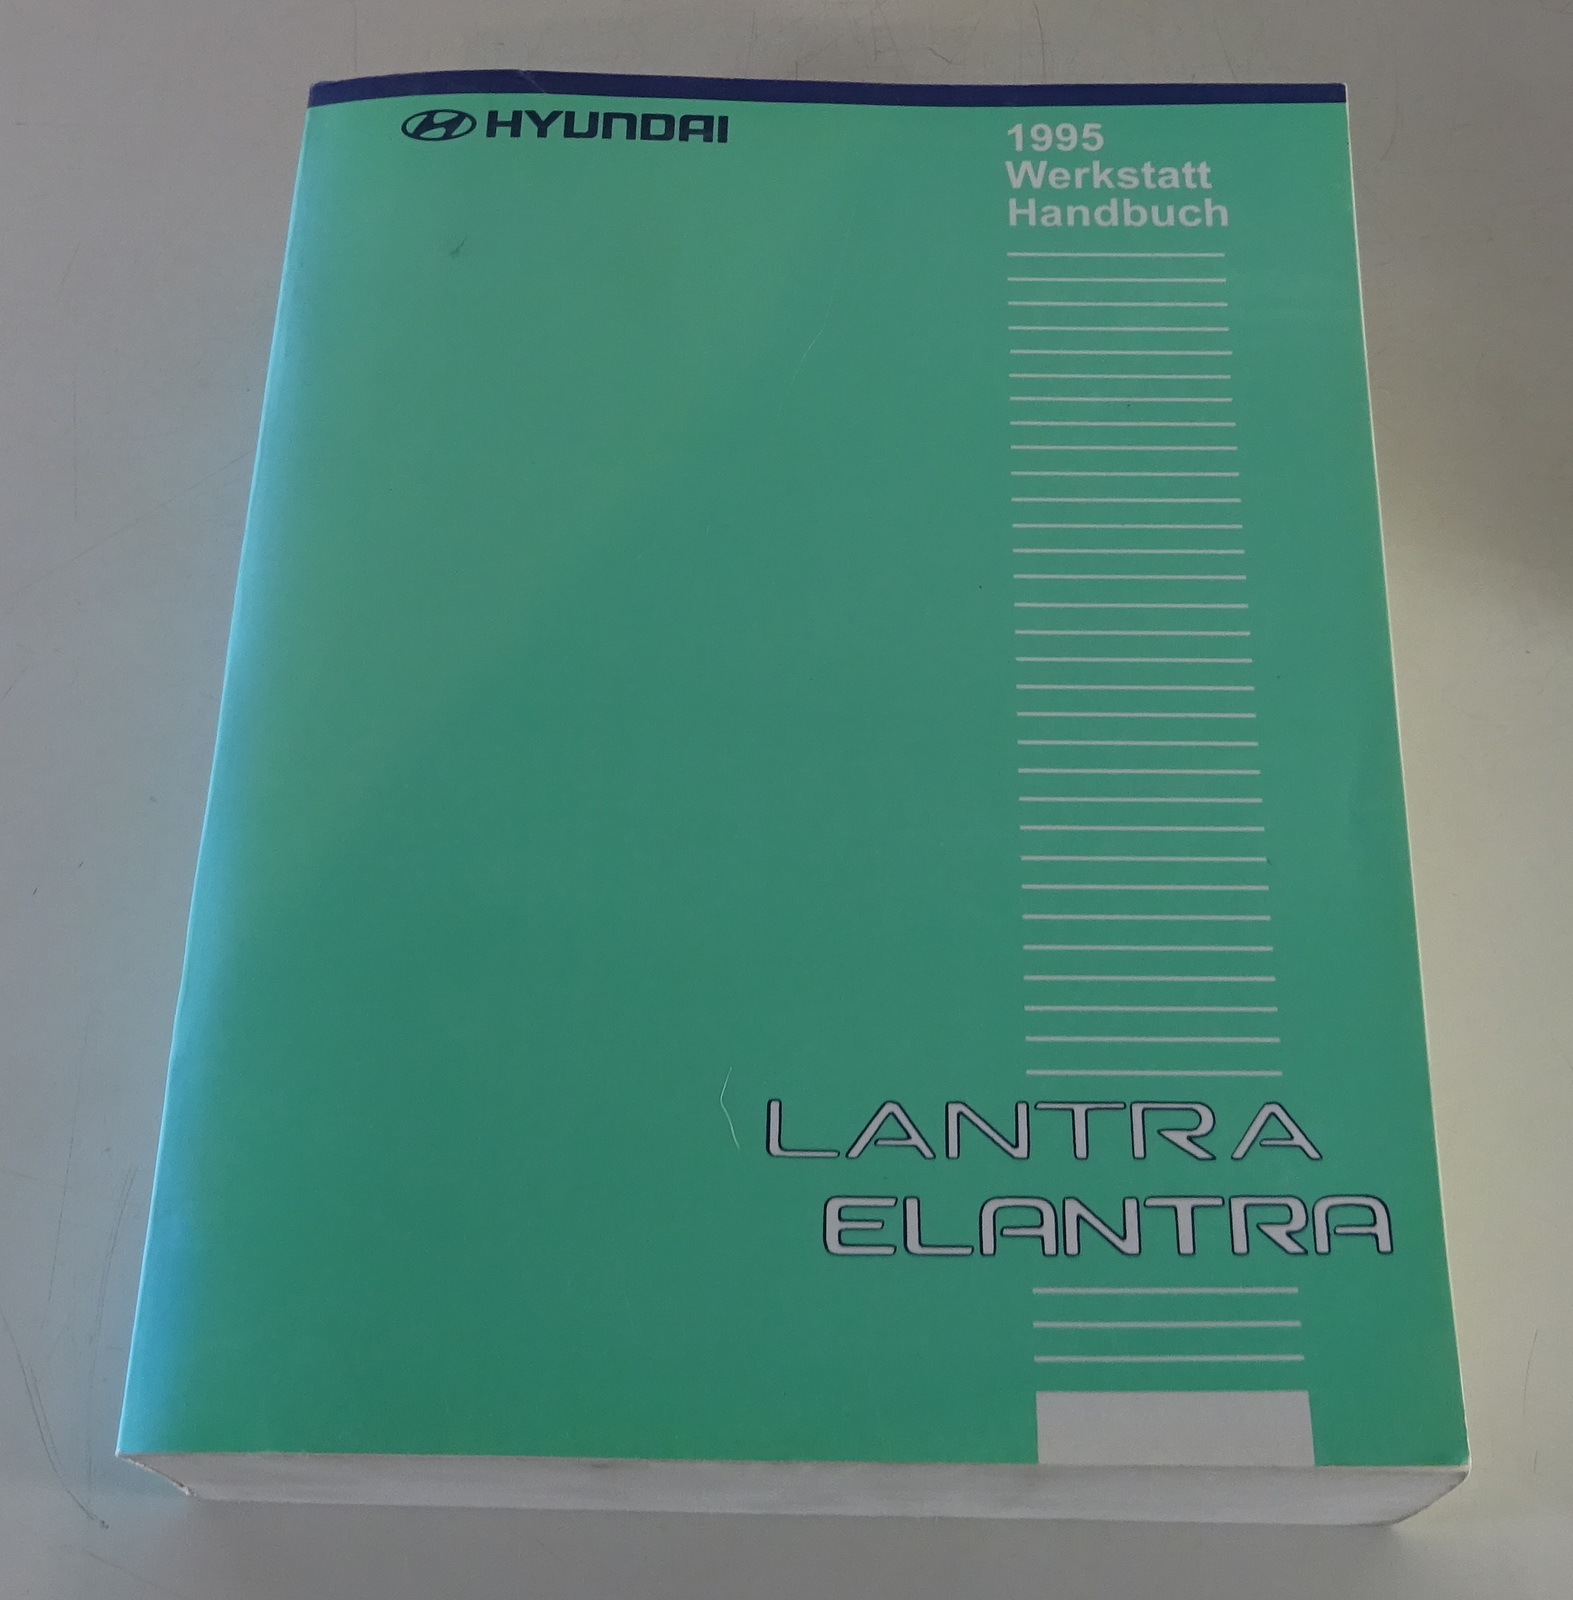 HYUNDAI
1995
Werkstatt
Handbuch
LANTRA
ELANTRA